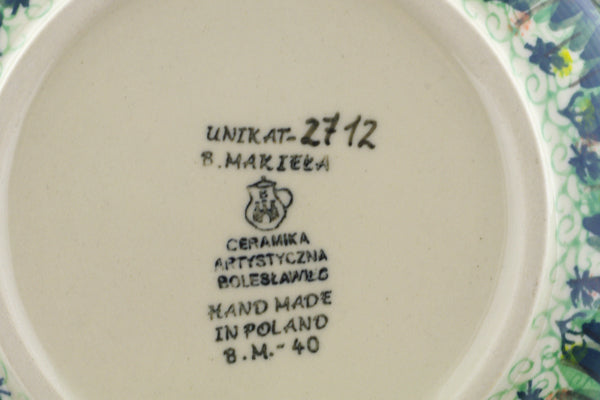 UNIKAT-2712
B. MAKIEŁA
CERAMIKA
ARTYSTYCZNA
BOLESŁAWIEC
HAND MADE
IN POLAND
B.M.-40